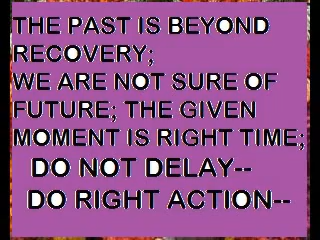 THE PAST IS BEYOND
RECOVERY;
WE ARE NOT SURE OF
FUTURE; THE GIVEN
MOMENT IS RIGHT TIME;
DO NOT DELAY--
DO RIGHT ACTION--